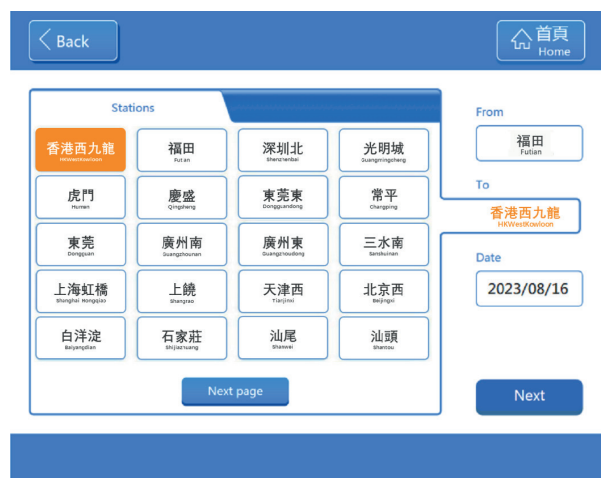 Back
首頁
Home
Stations
香港西九龍
HKWestKowloon
福田
Futian
深圳北
Shenzhenbei
光明城
Guangmingcheng
虎門
Humen
慶盛
Qingsheng
東莞東
Dongguandong
常平
Changping
東莞
Dongguan
廣州南
Guangzhounan
廣州東
Guangzhoudong
三水南
Sanshuinan
上海虹橋
Shanghai Hongqiao
上饒
Shangrao
天津西
Tianjinxi
北京西
Beijingxi
白洋淀
Baiyangdian
石家莊
Shijiazhuang
汕尾
Shanwei
汕頭
Shantou
Next page
From
福田
Futian
To
香港西九龍
HKWestKowloon
Date
2023/08/16
Next